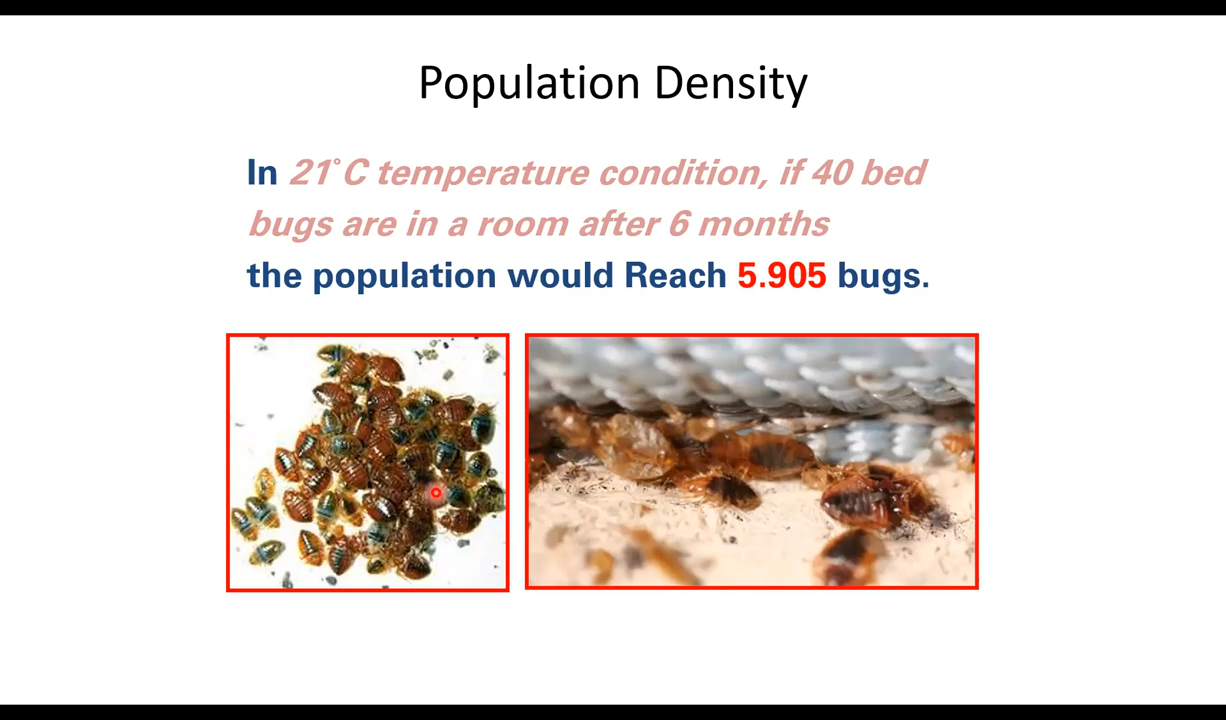 Population Density
In 21°C temperature condition, if 40 bed
bugs are in a room after 6 months
the population would Reach 5.905 bugs.